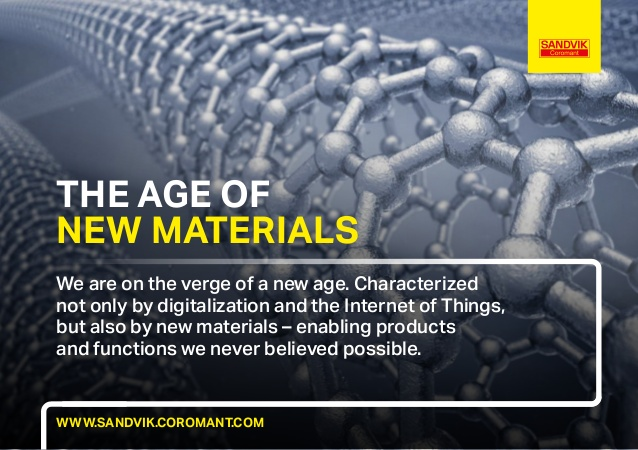 SANDVIK
Coromant
THE AGE OF
NEW MATERIALS
We are on the verge of a new age. Characterized
not only by digitalization and the Internet of Things,
but also by new materials – enabling products
and functions we never believed possible.
WWW.SANDVIK.COROMANT.COM